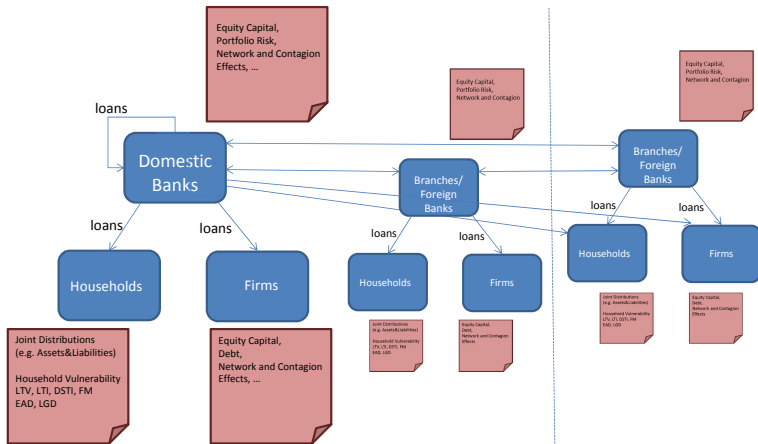 Equity Capital,
Portfolio Risk,
Network and Contagion
Effects, ...
Equity Capital,
Portfolio Risk,
Network and Contagion
Equity Capital,
Portfolio Risk,
Network and Contagion
loans
Domestic
Banks
Branches/
Foreign
Banks
Branches/
Foreign
Banks
loans
loans
loans
loans
loans
loans
Households
Firms
Households
Firms
Households
Firms
Joint Distributions
(e.g. Assets&Liabilities)
Household Vulnerability
LTV, LTI, DSTI, FM
EAD, LGD
Equity Capital,
Debt,
Network and Contagion
Effects, ...
Joint Distributions
(e.g. Assets&Liabilities)
Household Vulnerability
LTV, LTI, DSTI, FM
EAD, LGD
Equity Capital,
Debt,
Network and Contagion
Effects
Joint Distributions
(e.g. Assets&Liabilities)
Household Vulnerability
LTV, LTI, DSTI, FM
EAD, LGD
Equity Capital,
Debt,
Network and Contagion
Effects